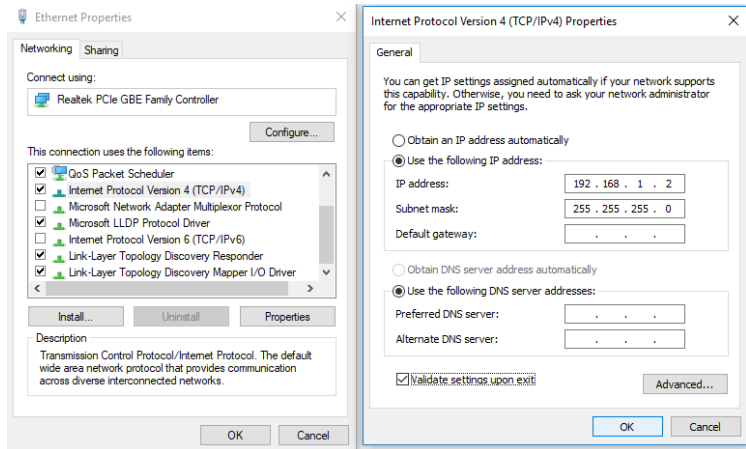 Ethernet Properties
Networking
Sharing
Connect using:
Realtek PCIe GBE Family Controller
Configure...
This connection uses the following items:
QoS Packet Scheduler
Internet Protocol Version 4 (TCP/IPv4)
Microsoft Network Adapter Multiplexor Protocol
Microsoft LLDP Protocol Driver
Internet Protocol Version 6 (TCP/IPv6)
Link-Layer Topology Discovery Responder
Link-Layer Topology Discovery Mapper I/O Driver
Install...
Uninstall
Properties
Description
Transmission Control Protocol/Internet Protocol. The default
wide area network protocol that provides communication
across diverse interconnected networks.
OK
Cancel
Internet Protocol Version 4 (TCP/IPv4) Properties
General
You can get IP settings assigned automatically if your network supports
this capability. Otherwise, you need to ask your network administrator
for the appropriate IP settings.
Obtain an IP address automatically
Use the following IP address:
IP address: 192 . 168 . 1 . 2
Subnet mask: 255 . 255 . 255 . 0
Default gateway: . . .
Obtain DNS server address automatically
Use the following DNS server addresses:
Preferred DNS server: . . .
Alternate DNS server: . . .
Validate settings upon exit
Advanced...
OK
Cancel